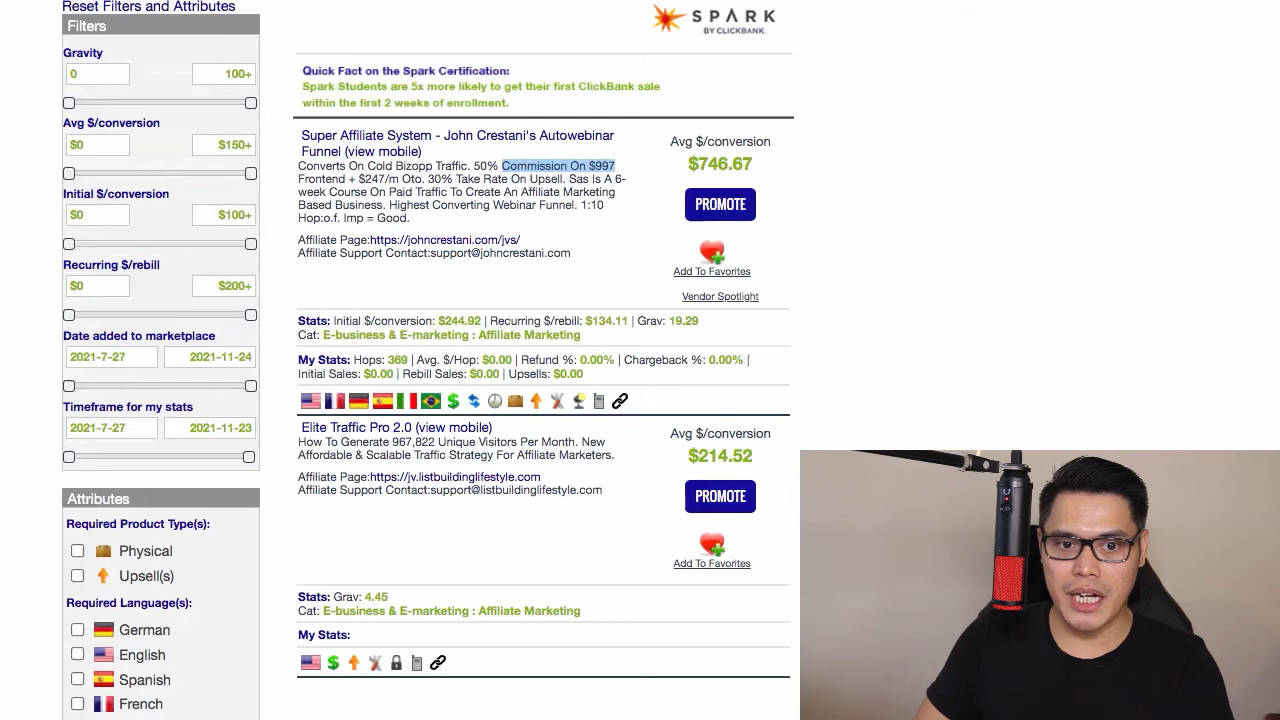 Reset Filters and Attributes
Filters
Gravity
0 100+
Avg $/conversion
$0 $150+
Initial $/conversion
$0 $100+
Recurring $/rebill
$0 $200+
Date added to marketplace
2021-7-27 2021-11-24
Timeframe for my stats
2021-7-27 2021-11-23
Attributes
Required Product Type(s):
Physical
Upsell(s)
Required Language(s):
German
English
Spanish
French
SPARK
BY CLICKBANK
Quick Fact on the Spark Certification:
Spark Students are 5x more likely to get their first ClickBank sale
within the first 2 weeks of enrollment.
Super Affiliate System - John Crestani's Autowebinar
Funnel (view mobile)
Converts On Cold Bizopp Traffic. 50% Commission On $997
Frontend + $247/m Oto. 30% Take Rate On Upsell. Sas Is A 6-
week Course On Paid Traffic To Create An Affiliate Marketing
Based Business. Highest Converting Webinar Funnel. 1:10
Hop:o.f. Imp = Good.
Affiliate Page:https://johncrestani.com/jvs/
Affiliate Support Contact:support@johncrestani.com
Avg $/conversion
$746.67
PROMOTE
Add To Favorites
Vendor Spotlight
Stats: Initial $/conversion: $244.92 | Recurring $/rebill: $134.11 | Grav: 19.29
Cat: E-business & E-marketing : Affiliate Marketing
My Stats: Hops: 369 | Avg. $/Hop: $0.00 | Refund %: 0.00% | Chargeback %: 0.00% |
Initial Sales: $0.00 | Rebill Sales: $0.00 | Upsells: $0.00
Elite Traffic Pro 2.0 (view mobile)
How To Generate 967,822 Unique Visitors Per Month. New
Affordable & Scalable Traffic Strategy For Affiliate Marketers.
Affiliate Page:https://jv.listbuildinglifestyle.com
Affiliate Support Contact:support@listbuildinglifestyle.com
Avg $/conversion
$214.52
PROMOTE
Add To Favorites
Stats: Grav: 4.45
Cat: E-business & E-marketing : Affiliate Marketing
My Stats: